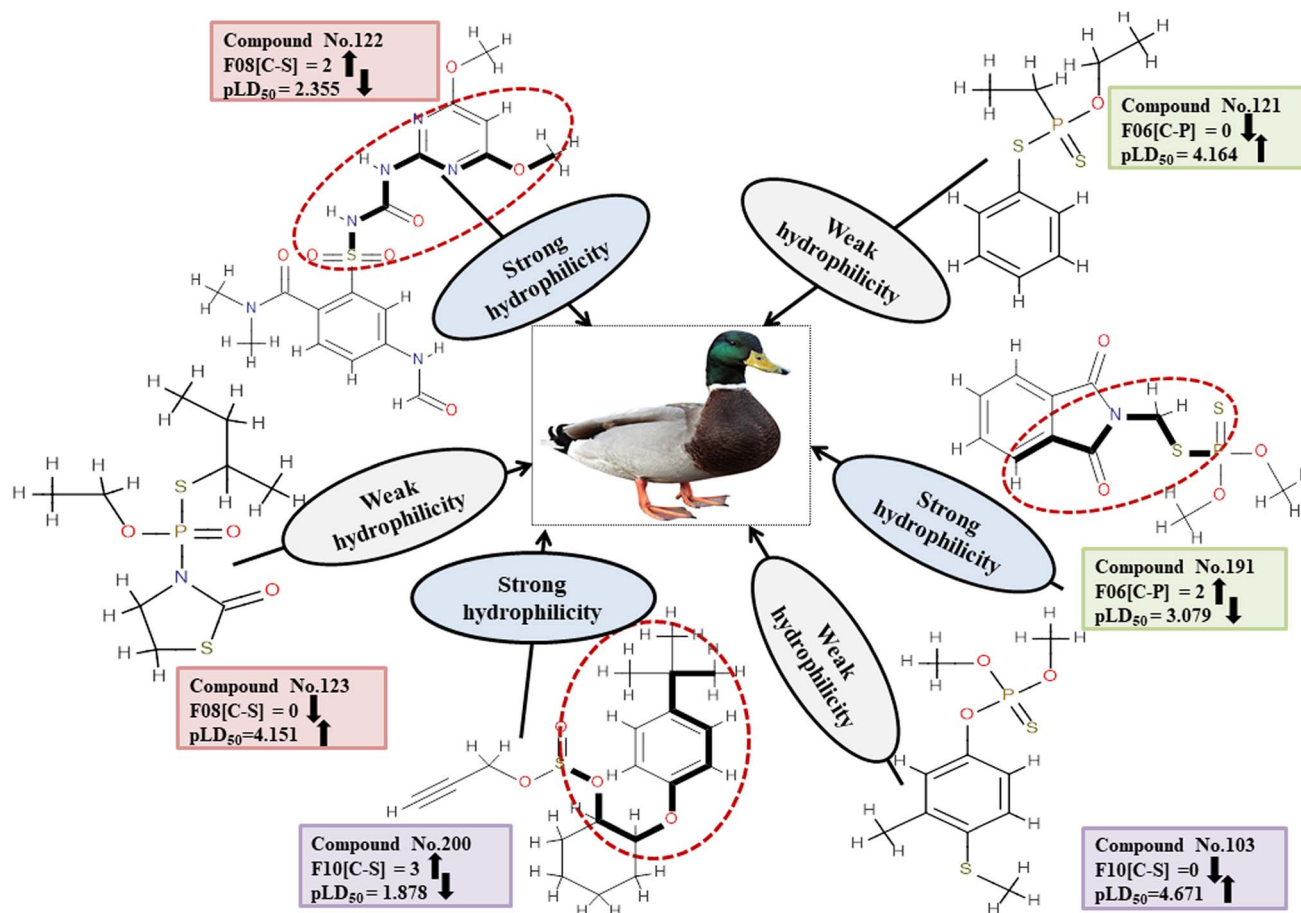 Compound No.122
F08[C-S] = 2
pLD50 = 2.355
Compound No.121
F06[C-P] = 0
pLD50 = 4.164
Strong
hydrophilicity
Weak
hydrophilicity
Weak
hydrophilicity
Strong
hydrophilicity
Strong
hydrophilicity
Weak
hydrophilicity
Compound No.191
F06[C-P] = 2
pLD50 = 3.079
Compound No.123
F08[C-S] = 0
pLD50=4.151
Compound No.200
F10[C-S] = 3
pLD50 = 1.878
Compound No.103
F10[C-S] =0
pLD50=4.671